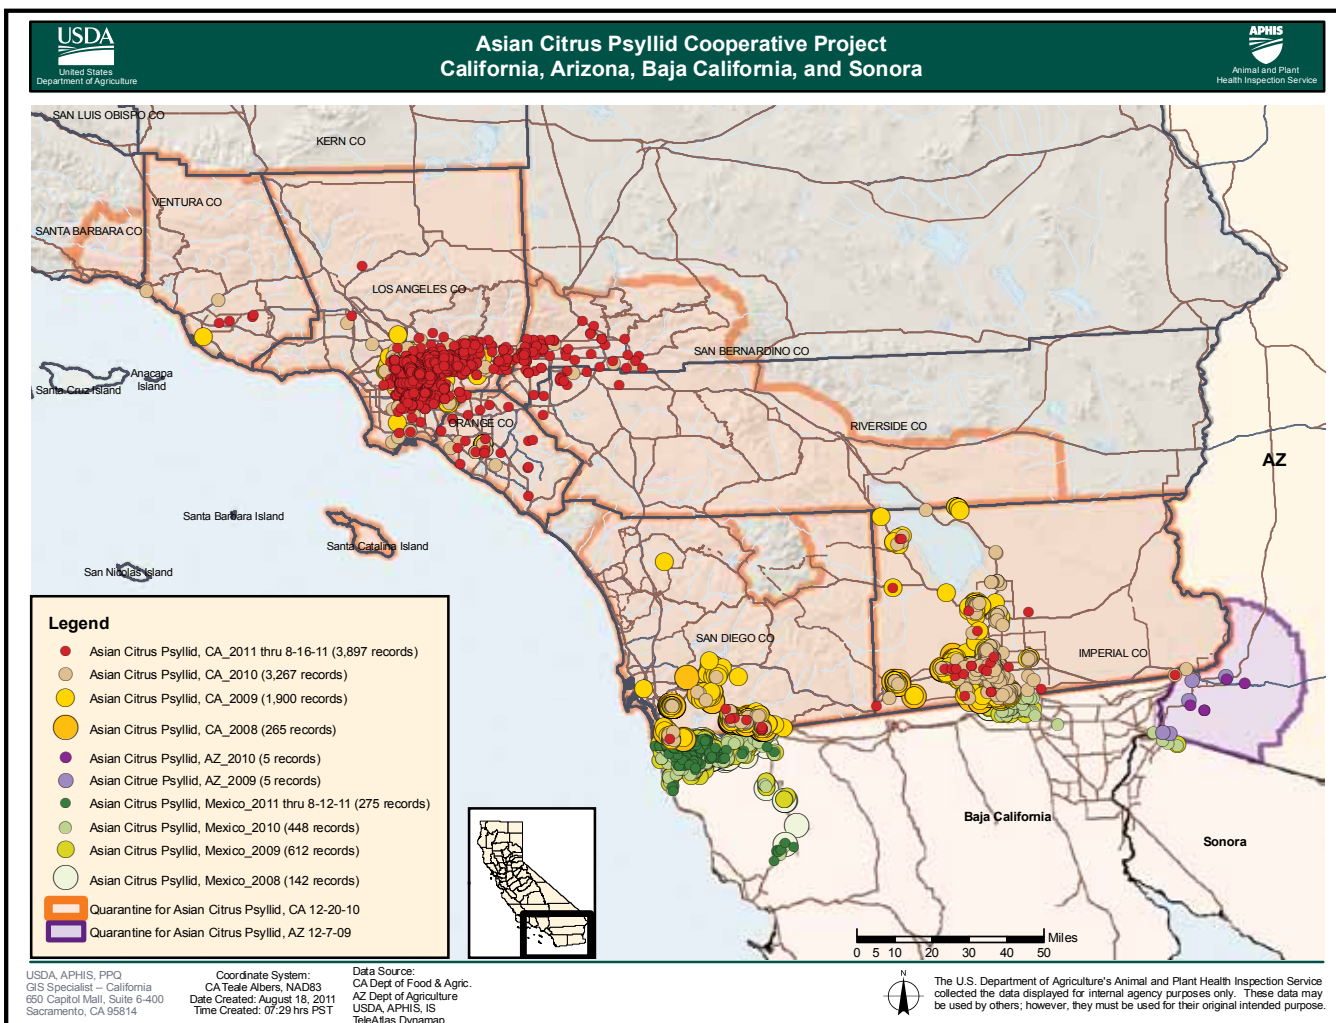 USDA
United States
Department of Agriculture
Asian Citrus Psyllid Cooperative Project
California, Arizona, Baja California, and Sonora
APHIS
Animal and Plant
Health Inspection Service
SAN LUIS OBISPO CO
KERN CO
VENTURA CO
SANTA BARBARA CO
LOS ANGELES CO
SAN BERNARDINO CO
Anacapa
Island
Santa Cruz Island
ORANGE CO
RIVERSIDE CO
AZ
Santa Barbara Island
Santa Catalina Island
San Nicolas Island
SAN DIEGO CO
IMPERIAL CO
Baja California
Sonora
Legend
Asian Citrus Psyllid, CA_2011 thru 8-16-11 (3,897 records)
Asian Citrus Psyllid, CA_2010 (3,267 records)
Asian Citrus Psyllid, CA_2009 (1,900 records)
Asian Citrus Psyllid, CA_2008 (265 records)
Asian Citrus Psyllid, AZ_2010 (5 records)
Asian Citrus Psyllid, AZ_2009 (5 records)
Asian Citrus Psyllid, Mexico_2011 thru 8-12-11 (275 records)
Asian Citrus Psyllid, Mexico_2010 (448 records)
Asian Citrus Psyllid, Mexico_2009 (612 records)
Asian Citrus Psyllid, Mexico_2008 (142 records)
Quarantine for Asian Citrus Psyllid, CA 12-20-10
Quarantine for Asian Citrus Psyllid, AZ 12-7-09
Miles
0 5 10 20 30 40 50
USDA, APHIS, PPQ
GIS Specialist – California
650 Capitol Mall, Suite 6-400
Sacramento, CA 95814
Coordinate System:
CA Teale Albers, NAD83
Date Created: August 18, 2011
Time Created: 07:29 hrs PST
Data Source:
CA Dept of Food & Agric.
AZ Dept of Agriculture
USDA, APHIS, IS
TeleAtlas Dynamap
N
The U.S. Department of Agriculture's Animal and Plant Health Inspection Service
collected the data displayed for internal agency purposes only. These data may
be used by others; however, they must be used for their original intended purpose.